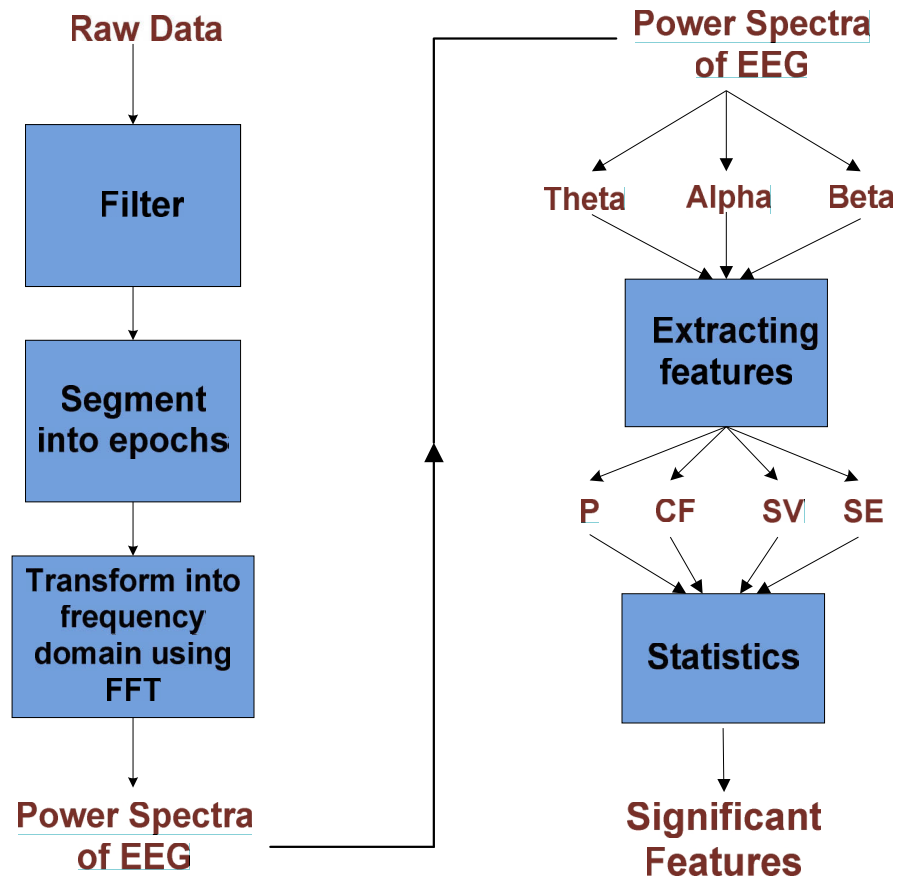 Raw Data
Filter
Segment
into epochs
Transform into
frequency
domain using
FFT
Power Spectra
of EEG
Power Spectra
of EEG
Theta
Alpha
Beta
Extracting
features
P
CF
SV
SE
Statistics
Significant
Features